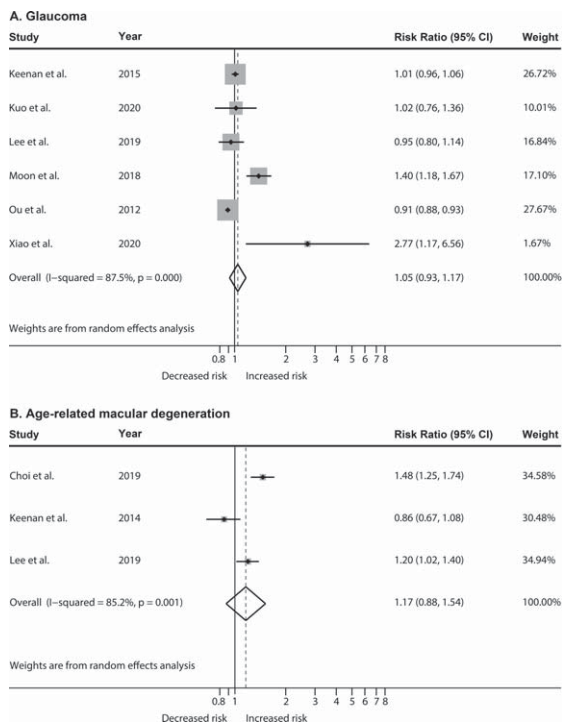 A. Glaucoma
Study Year Risk Ratio (95% CI) Weight
Keenan et al. 2015 1.01 (0.96, 1.06) 26.72%
Kuo et al. 2020 1.02 (0.76, 1.36) 10.01%
Lee et al. 2019 0.95 (0.80, 1.14) 16.84%
Moon et al. 2018 1.40 (1.18, 1.67) 17.10%
Ou et al. 2012 0.91 (0.88, 0.93) 27.67%
Xiao et al. 2020 2.77 (1.17, 6.56) 1.67%
Overall (I−squared = 87.5%, p = 0.000) 1.05 (0.93, 1.17) 100.00%
Weights are from random effects analysis
0.8 1 2 3 4 5 6 7 8
Decreased risk Increased risk
B. Age-related macular degeneration
Study Year Risk Ratio (95% CI) Weight
Choi et al. 2019 1.48 (1.25, 1.74) 34.58%
Keenan et al. 2014 0.86 (0.67, 1.08) 30.48%
Lee et al. 2019 1.20 (1.02, 1.40) 34.94%
Overall (I−squared = 85.2%, p = 0.001) 1.17 (0.88, 1.54) 100.00%
Weights are from random effects analysis
0.8 1 2 3 4 5 6 7 8
Decreased risk Increased risk